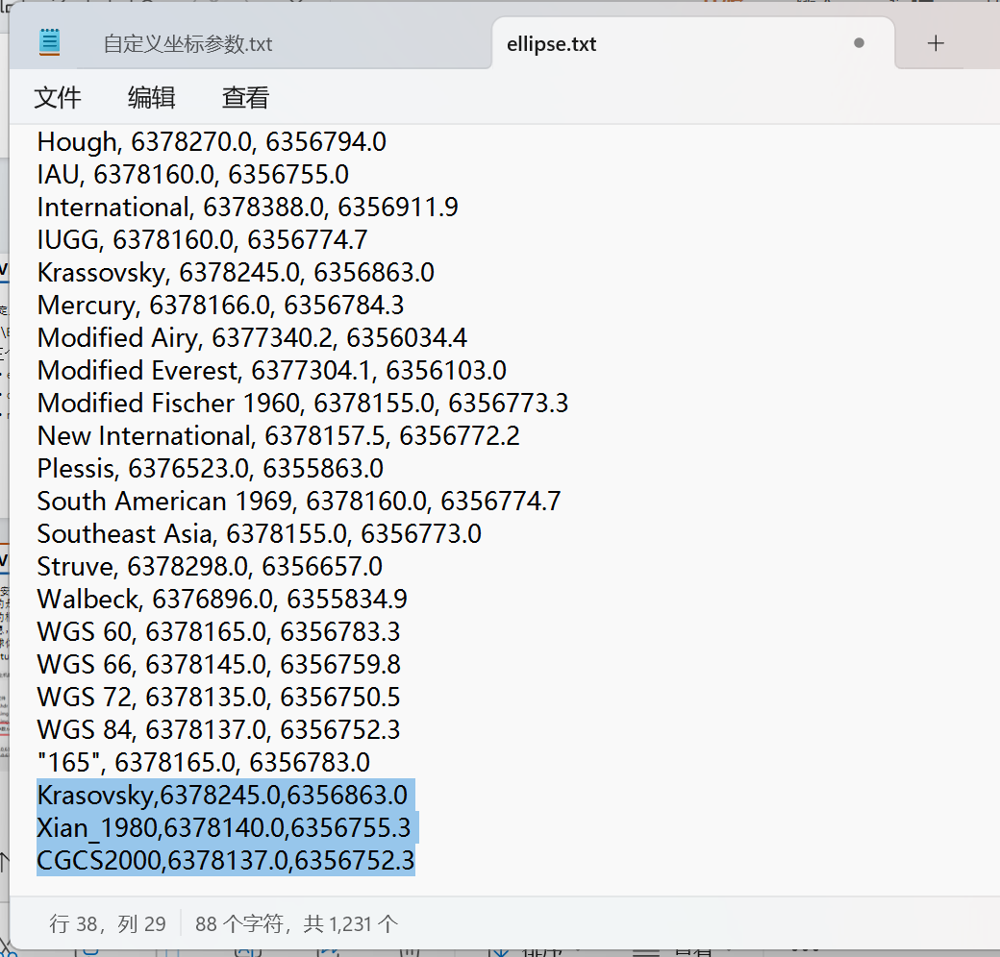 自定义坐标参数.txt
ellipse.txt
文件 编辑 查看
Hough, 6378270.0, 6356794.0
IAU, 6378160.0, 6356755.0
International, 6378388.0, 6356911.9
IUGG, 6378160.0, 6356774.7
Krassovsky, 6378245.0, 6356863.0
Mercury, 6378166.0, 6356784.3
Modified Airy, 6377340.2, 6356034.4
Modified Everest, 6377304.1, 6356103.0
Modified Fischer 1960, 6378155.0, 6356773.3
New International, 6378157.5, 6356772.2
Plessis, 6376523.0, 6355863.0
South American 1969, 6378160.0, 6356774.7
Southeast Asia, 6378155.0, 6356773.0
Struve, 6378298.0, 6356657.0
Walbeck, 6376896.0, 6355834.9
WGS 60, 6378165.0, 6356783.3
WGS 66, 6378145.0, 6356759.8
WGS 72, 6378135.0, 6356750.5
WGS 84, 6378137.0, 6356752.3
"165", 6378165.0, 6356783.0
Krasovsky,6378245.0,6356863.0
Xian_1980,6378140.0,6356755.3
CGCS2000,6378137.0,6356752.3
行 38，列 29 88 个字符，共 1,231 个